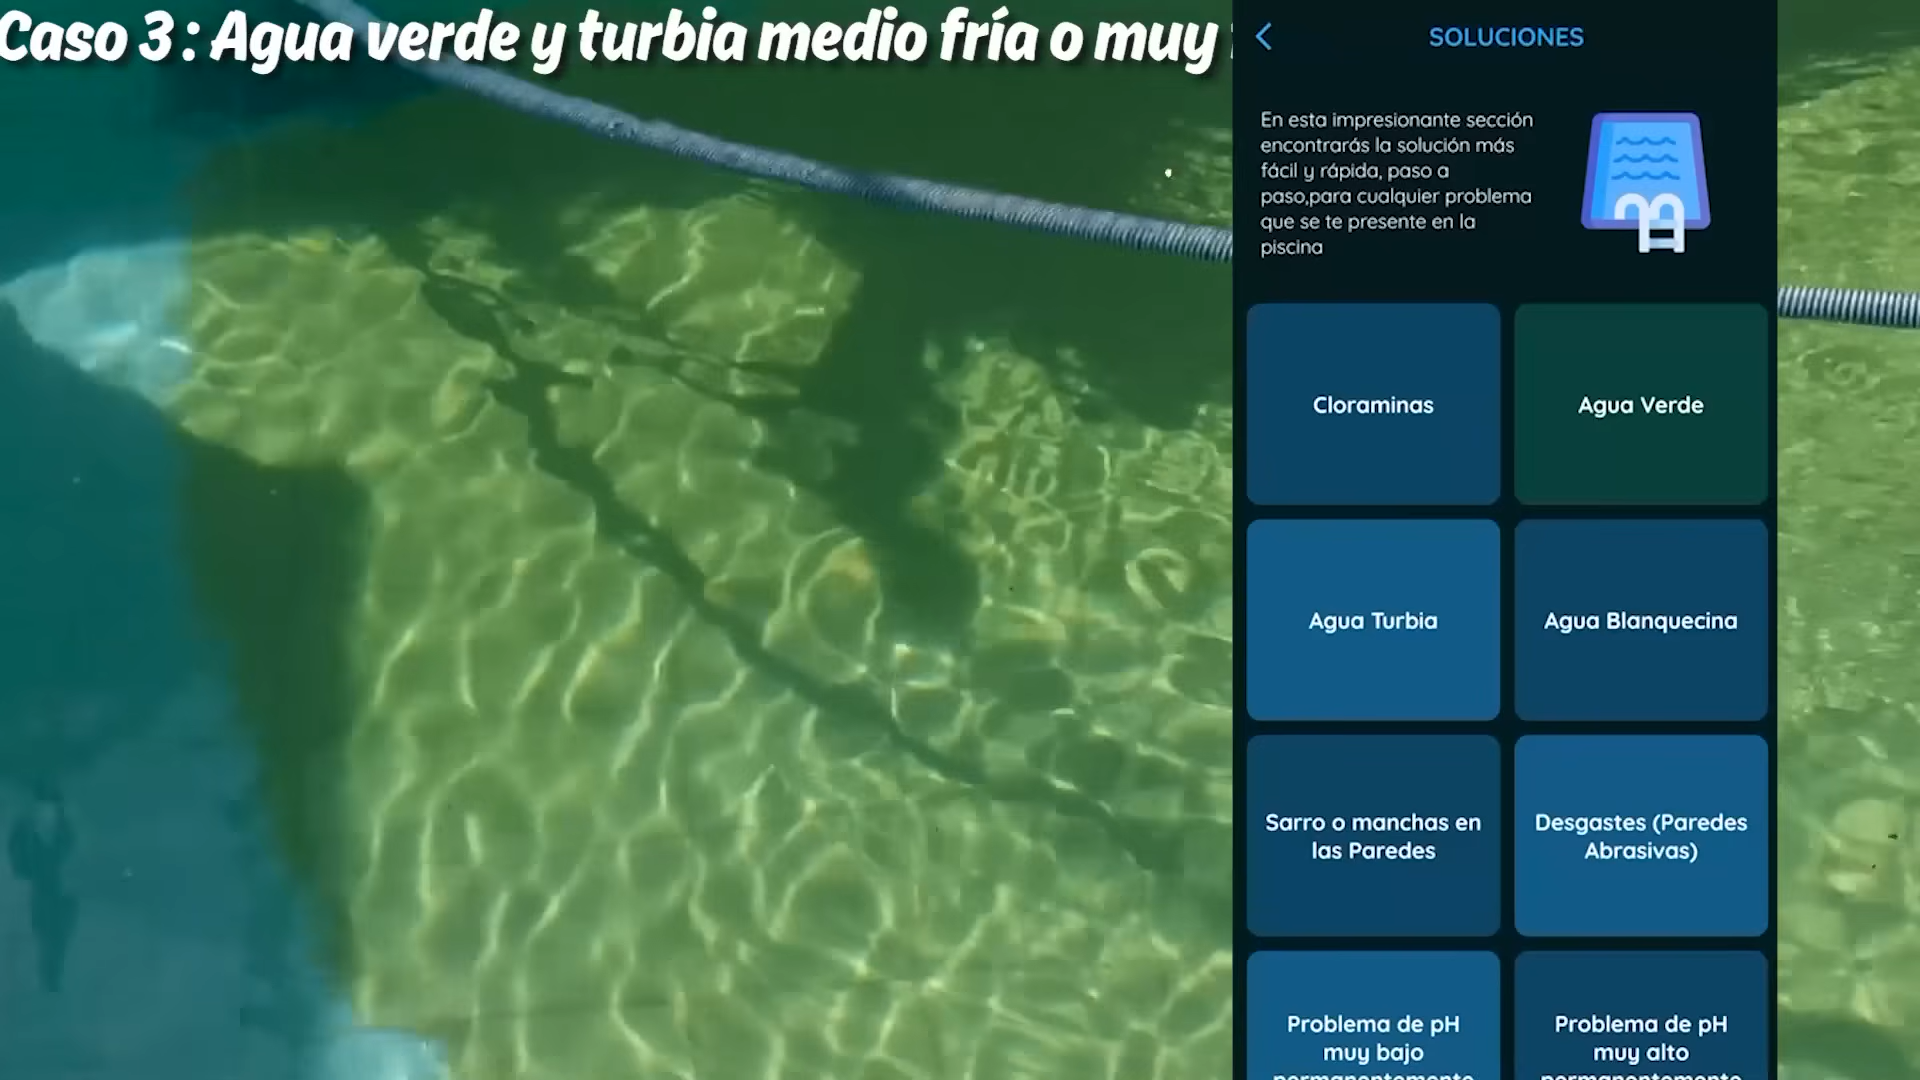 Caso 3: Agua verde y turbia medio fría o muy
SOLUCIONES
En esta impresionante sección
encontrarás la solución más
fácil y rápida, paso a
paso,para cualquier problema
que se te presente en la
piscina
Cloraminas
Agua Verde
Agua Turbia
Agua Blanquecina
Sarro o manchas en
las Paredes
Desgastes (Paredes
Abrasivas)
Problema de pH
muy bajo
permanentemente
Problema de pH
muy alto
permanentemente